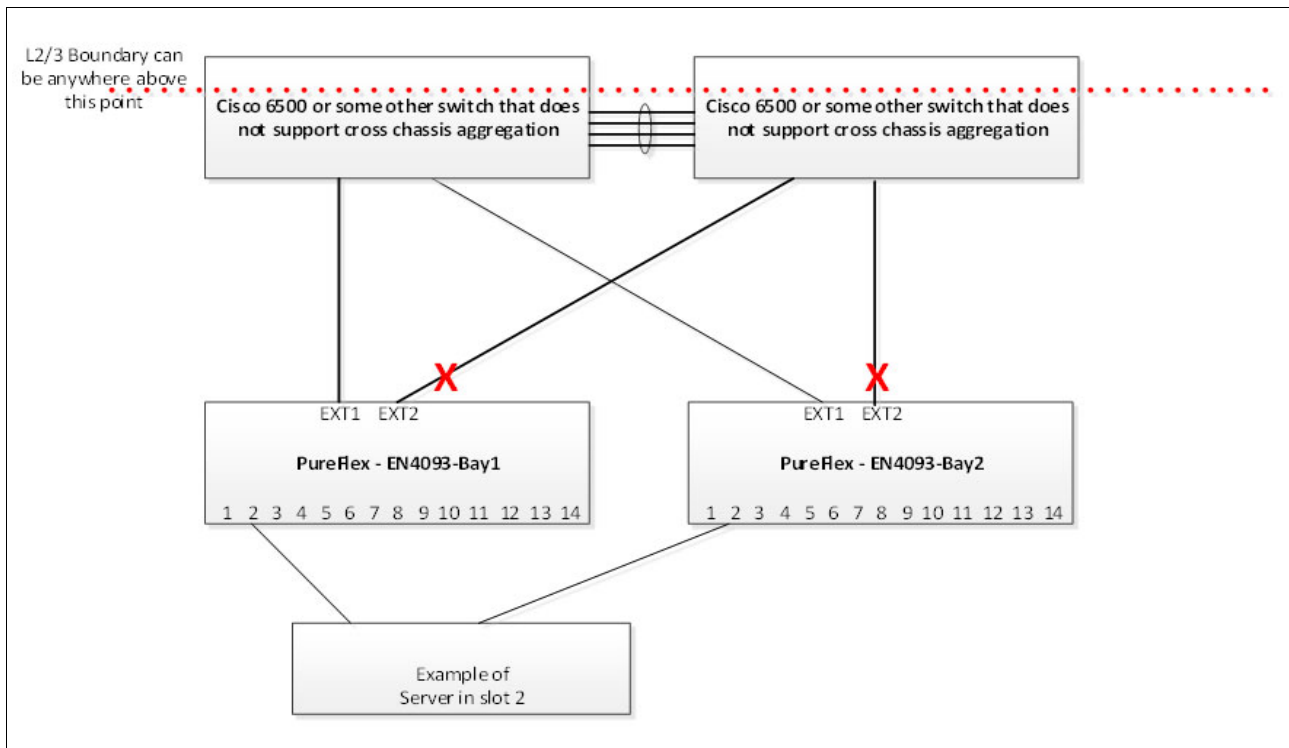 L2/3 Boundary can
be anywhere above
this point
Cisco 6500 or some other switch that does
not support cross chassis aggregation
Cisco 6500 or some other switch that does
not support cross chassis aggregation
X
X
EXT1 EXT2
EXT1 EXT2
PureFlex - EN4093-Bay1
PureFlex - EN4093-Bay2
1 2 3 4 5 6 7 8 9 10 11 12 13 14
1 2 3 4 5 6 7 8 9 10 11 12 13 14
Example of
Server in slot 2